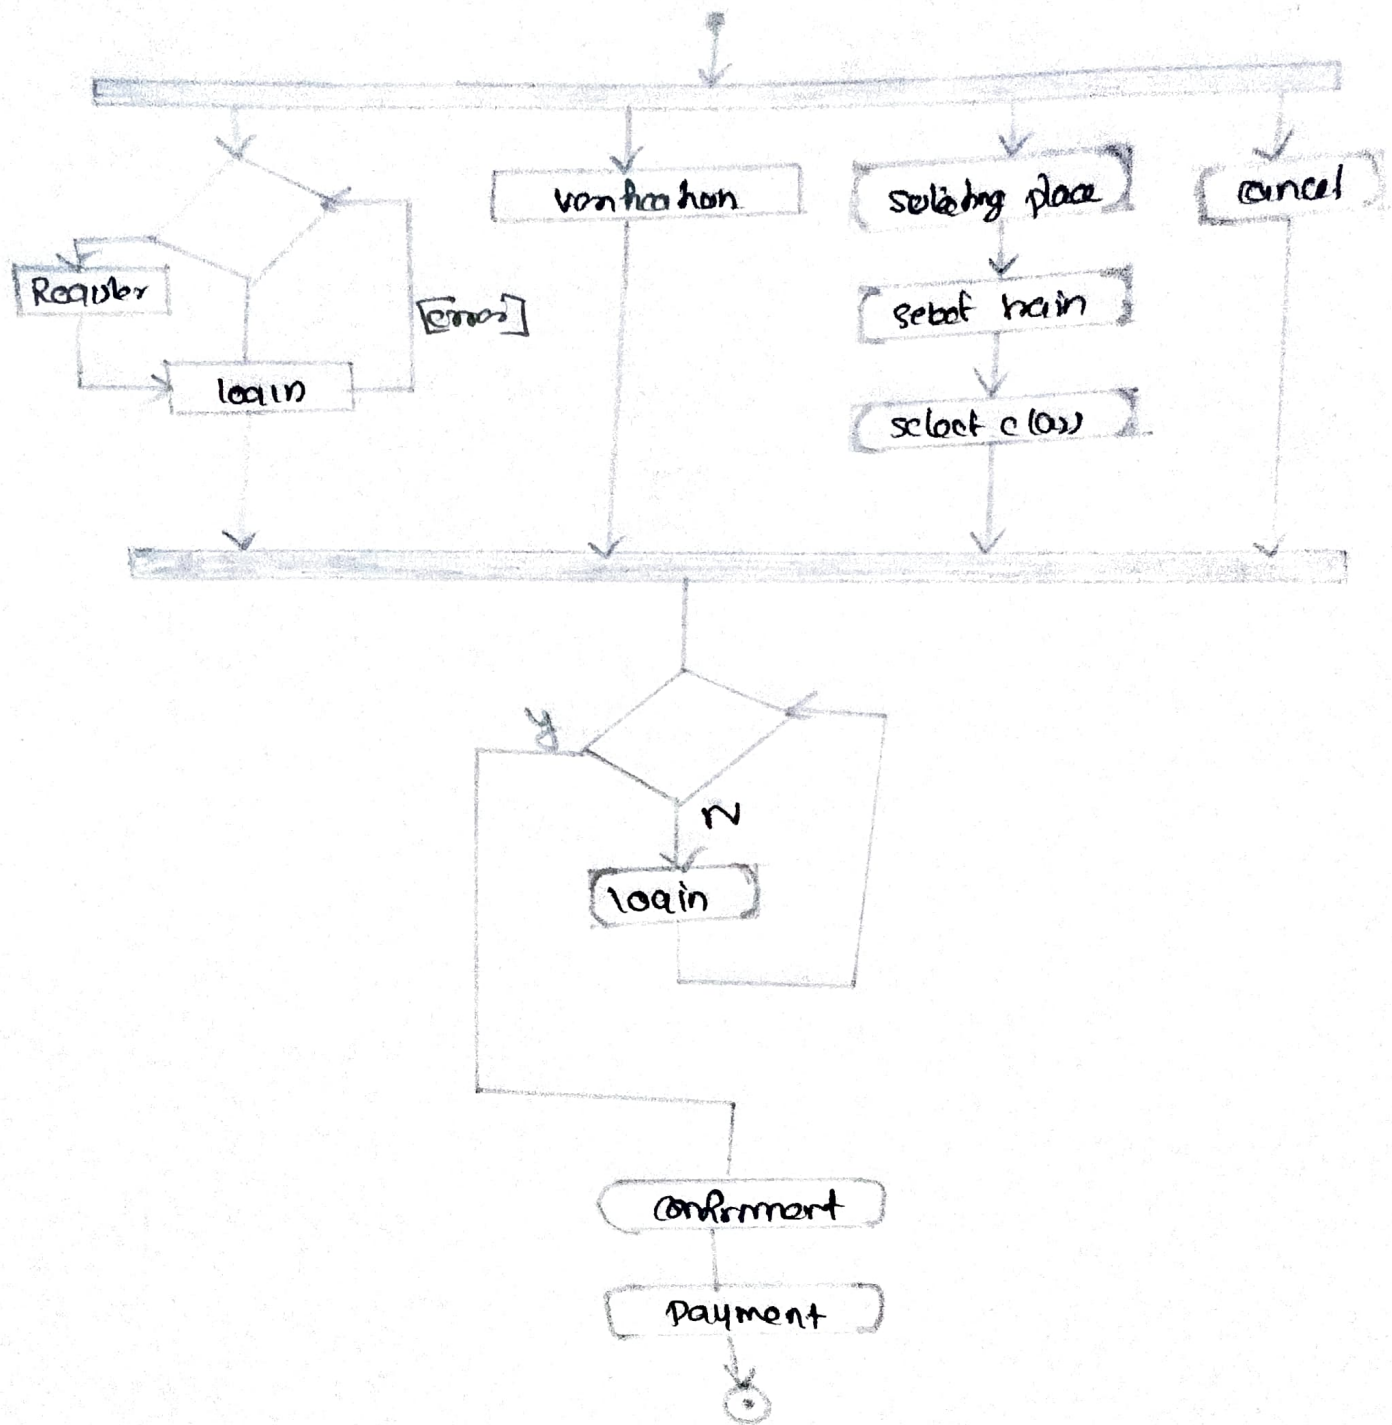 verification
selecting place
cancel
Register
[error]
select train
login
select class
y
N
login
confirment
Payment